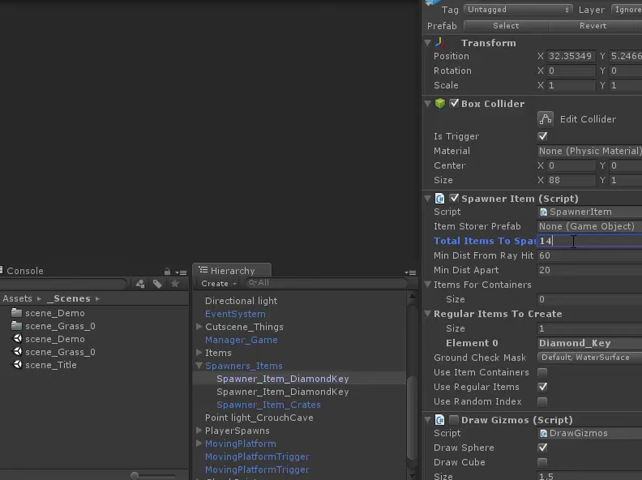 Tag Untagged Layer Ignore
Prefab Select Revert
Transform
Position X 32.35349 Y 5.2466
Rotation X 0 Y 0
Scale X 1 Y 1
Box Collider
Edit Collider
Is Trigger
Material None (Physic Material)
Center X 0 Y 0
Size X 88 Y 1
Spawner Item (Script)
Script SpawnerItem
Item Storer Prefab None (Game Object)
Total Items To Spaw 14
Min Dist From Ray Hit 60
Min Dist Apart 20
Items For Containers
Size 0
Regular Items To Create
Size 1
Element 0 Diamond_Key
Ground Check Mask Default, WaterSurface
Use Item Containers
Use Regular Items
Use Random Index
Draw Gizmos (Script)
Script DrawGizmos
Draw Sphere
Draw Cube
Size 1.5
Console
Assets ▸ _Scenes ▸
scene_Demo
scene_Grass_0
scene_Demo
scene_Grass_0
scene_Title
Hierarchy
Create All
Directional light
EventSystem
Cutscene_Things
Manager_Game
Items
Spawners_Items
Spawner_Item_DiamondKey
Spawner_Item_DiamondKey
Spawner_Item_Crates
Point light_CrouchCave
PlayerSpawns
MovingPlatform
MovingPlatformTrigger
MovingPlatformTrigger